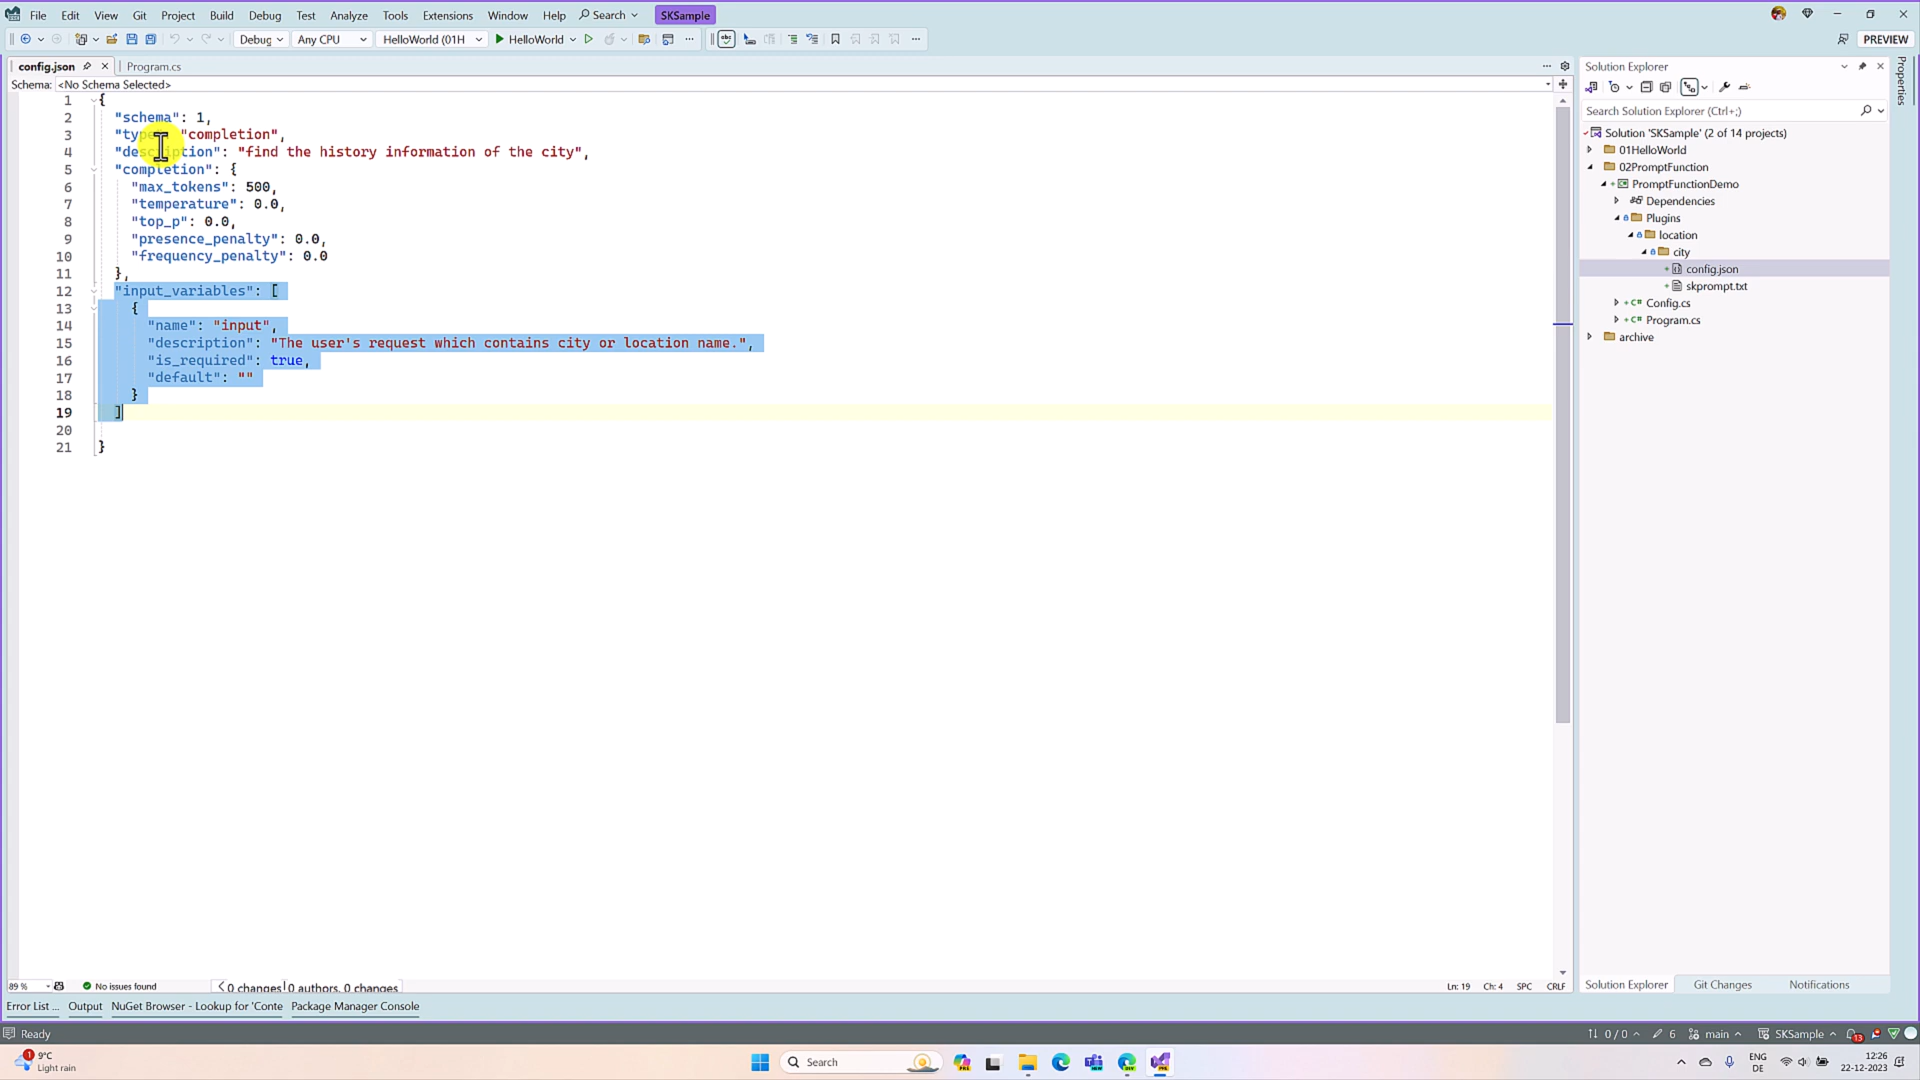 File Edit View Git Project Build Debug Test Analyze Tools Extensions Window Help Search SKSample
Debug Any CPU HelloWorld (01H HelloWorld PREVIEW
config.json Program.cs
Schema: <No Schema Selected>
1 {
2 "schema": 1,
3 "type": "completion",
4 "description": "find the history information of the city",
5 "completion": {
6 "max_tokens": 500,
7 "temperature": 0.0,
8 "top_p": 0.0,
9 "presence_penalty": 0.0,
10 "frequency_penalty": 0.0
11 },
12 "input_variables": [
13 {
14 "name": "input",
15 "description": "The user's request which contains city or location name.",
16 "is_required": true,
17 "default": ""
18 }
19 ]
20
21 }
Solution Explorer
Search Solution Explorer (Ctrl+;)
Solution 'SKSample' (2 of 14 projects)
01HelloWorld
02PromptFunction
PromptFunctionDemo
Dependencies
Plugins
location
city
config.json
skprompt.txt
Config.cs
Program.cs
archive
Properties
89 % No issues found 0 changes 0 authors, 0 changes Ln: 19 Ch: 4 SPC CRLF
Solution Explorer Git Changes Notifications
Error List ... Output NuGet Browser - Lookup for 'Conte Package Manager Console
Ready 0 / 0 6 main SKSample 13
1 9°C
Light rain
Search
ENG
DE
12:26
22-12-2023